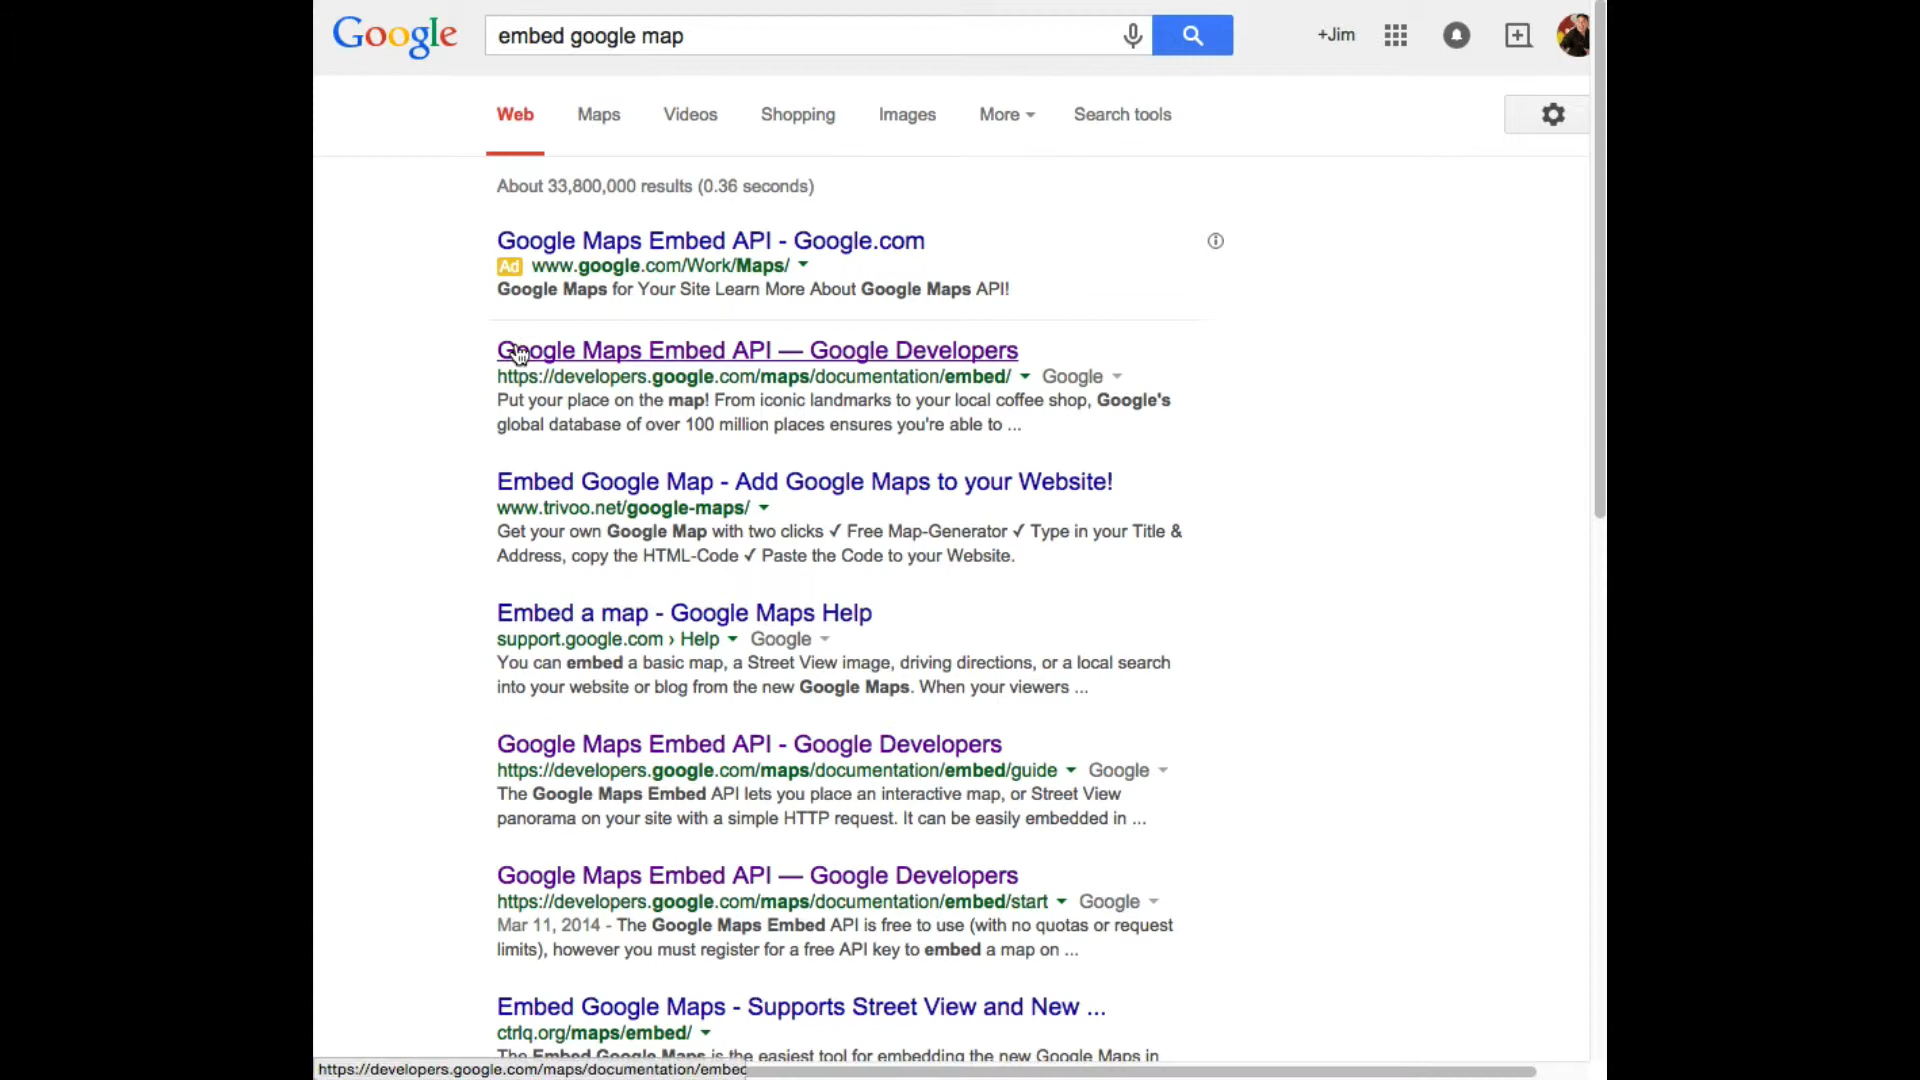 Google
embed google map
+Jim
Web Maps Videos Shopping Images More Search tools
About 33,800,000 results (0.36 seconds)
Google Maps Embed API - Google.com
Ad www.google.com/Work/Maps/
Google Maps for Your Site Learn More About Google Maps API!
Google Maps Embed API — Google Developers
https://developers.google.com/maps/documentation/embed/ Google
Put your place on the map! From iconic landmarks to your local coffee shop, Google's
global database of over 100 million places ensures you're able to ...
Embed Google Map - Add Google Maps to your Website!
www.trivoo.net/google-maps/
Get your own Google Map with two clicks ✓ Free Map-Generator ✓ Type in your Title &
Address, copy the HTML-Code ✓ Paste the Code to your Website.
Embed a map - Google Maps Help
support.google.com › Help Google
You can embed a basic map, a Street View image, driving directions, or a local search
into your website or blog from the new Google Maps. When your viewers ...
Google Maps Embed API - Google Developers
https://developers.google.com/maps/documentation/embed/guide Google
The Google Maps Embed API lets you place an interactive map, or Street View
panorama on your site with a simple HTTP request. It can be easily embedded in ...
Google Maps Embed API — Google Developers
https://developers.google.com/maps/documentation/embed/start Google
Mar 11, 2014 - The Google Maps Embed API is free to use (with no quotas or request
limits), however you must register for a free API key to embed a map on ...
Embed Google Maps - Supports Street View and New ...
ctrlq.org/maps/embed/
The Embed Google Maps is the easiest tool for embedding the new Google Maps in
https://developers.google.com/maps/documentation/embed